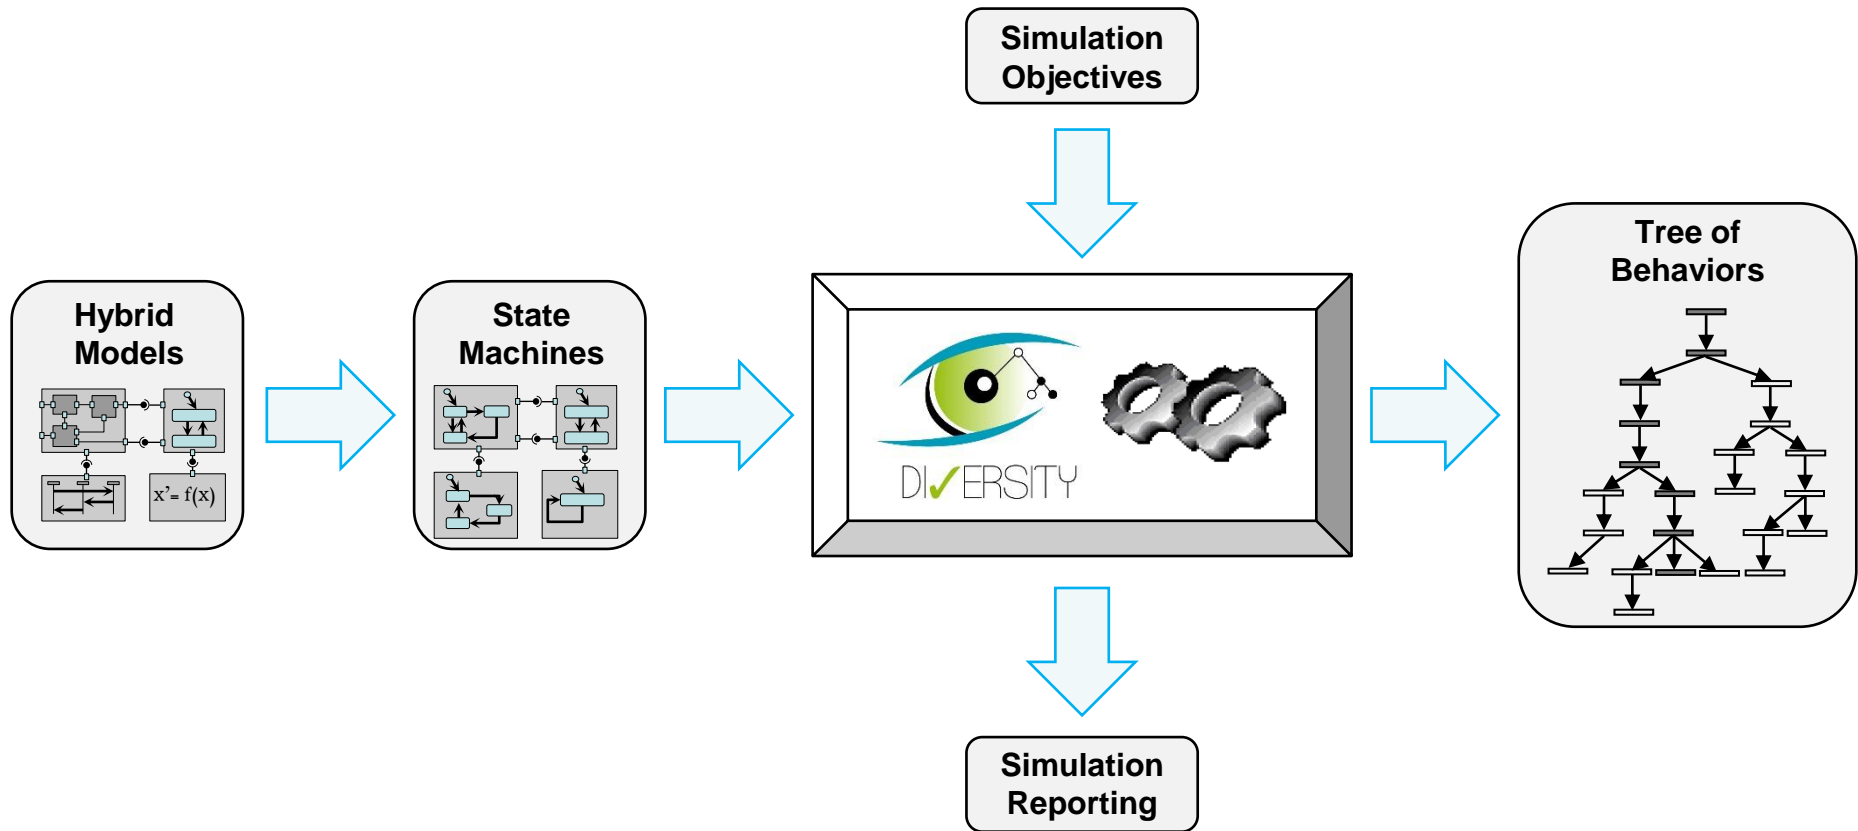 Simulation
Objectives
Hybrid
Models
x'= f(x)
State
Machines
DIVERSITY
Tree of
Behaviors
Simulation
Reporting